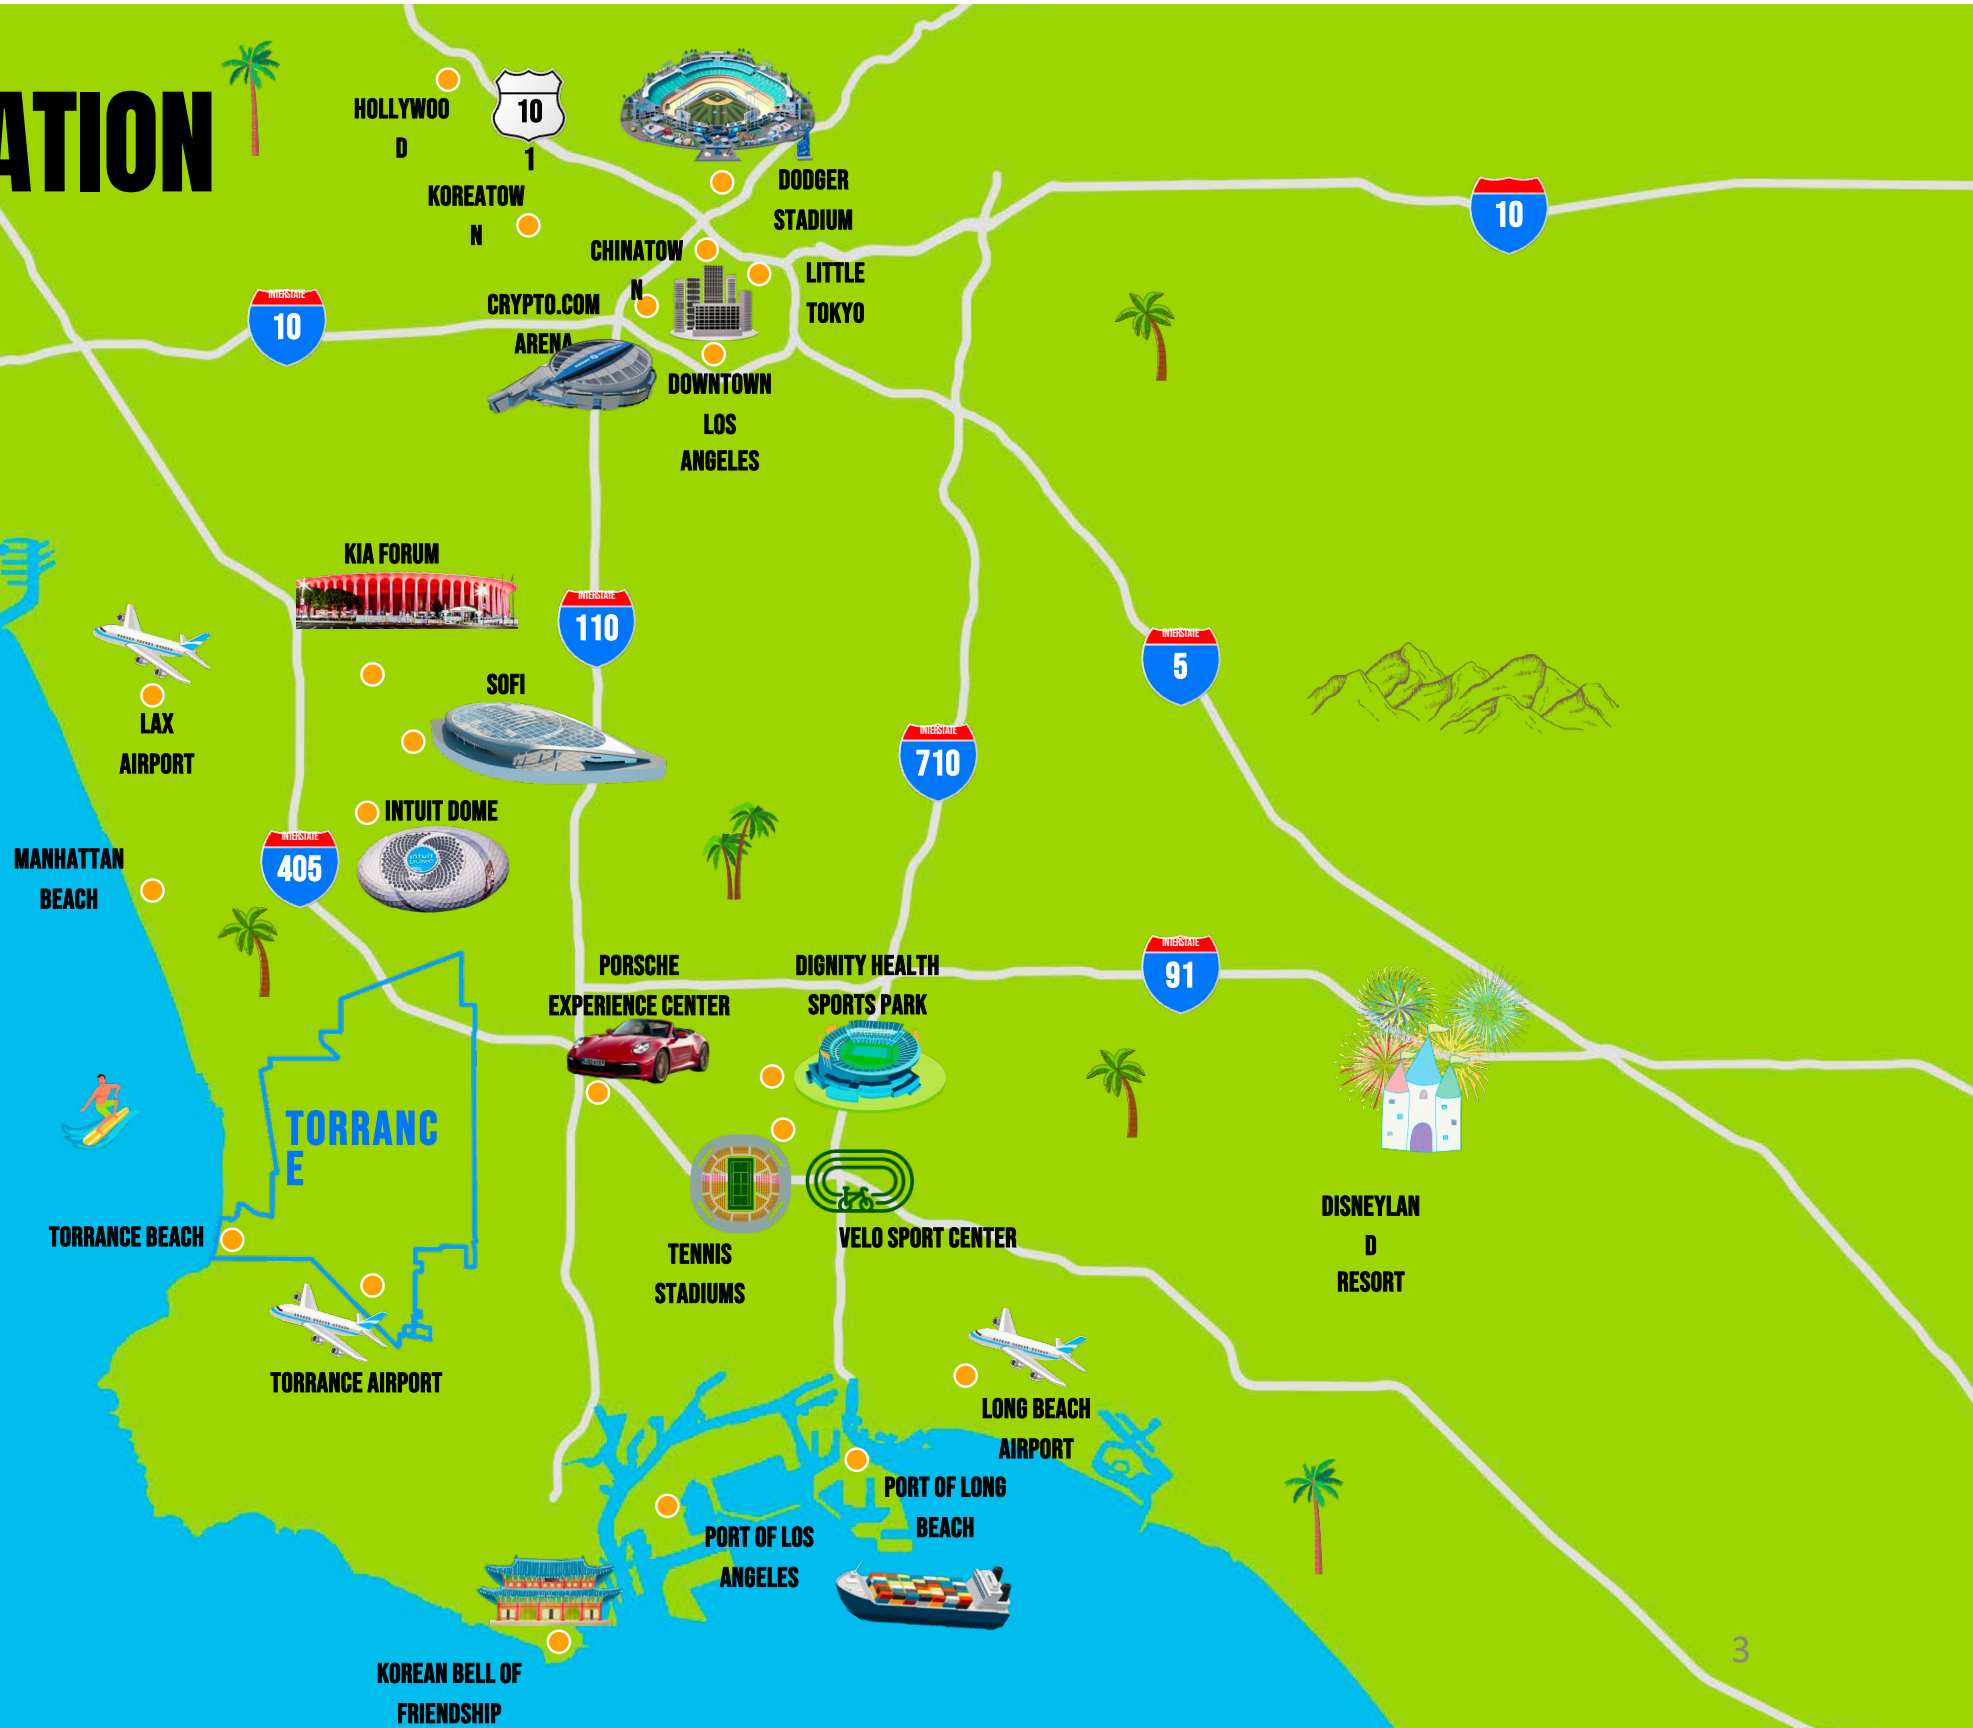 ATION
HOLLYWOO
D
10
1
KOREATOW
N
DODGER
STADIUM
10
CHINATOW
N
LITTLE
TOKYO
CRYPTO.COM
ARENA
INTERSTATE
10
DOWNTOWN
LOS
ANGELES
KIA FORUM
INTERSTATE
110
INTERSTATE
5
LAX
AIRPORT
SOFI
INTERSTATE
710
INTUIT DOME
INTUIT
DOME
INTERSTATE
405
MANHATTAN
BEACH
PORSCHE
EXPERIENCE CENTER
DIGNITY HEALTH
SPORTS PARK
INTERSTATE
91
TORRANC
E
TORRANCE BEACH
TENNIS
STADIUMS
VELO SPORT CENTER
DISNEYLAN
D
RESORT
TORRANCE AIRPORT
LONG BEACH
AIRPORT
PORT OF LONG
BEACH
PORT OF LOS
ANGELES
KOREAN BELL OF
FRIENDSHIP
3